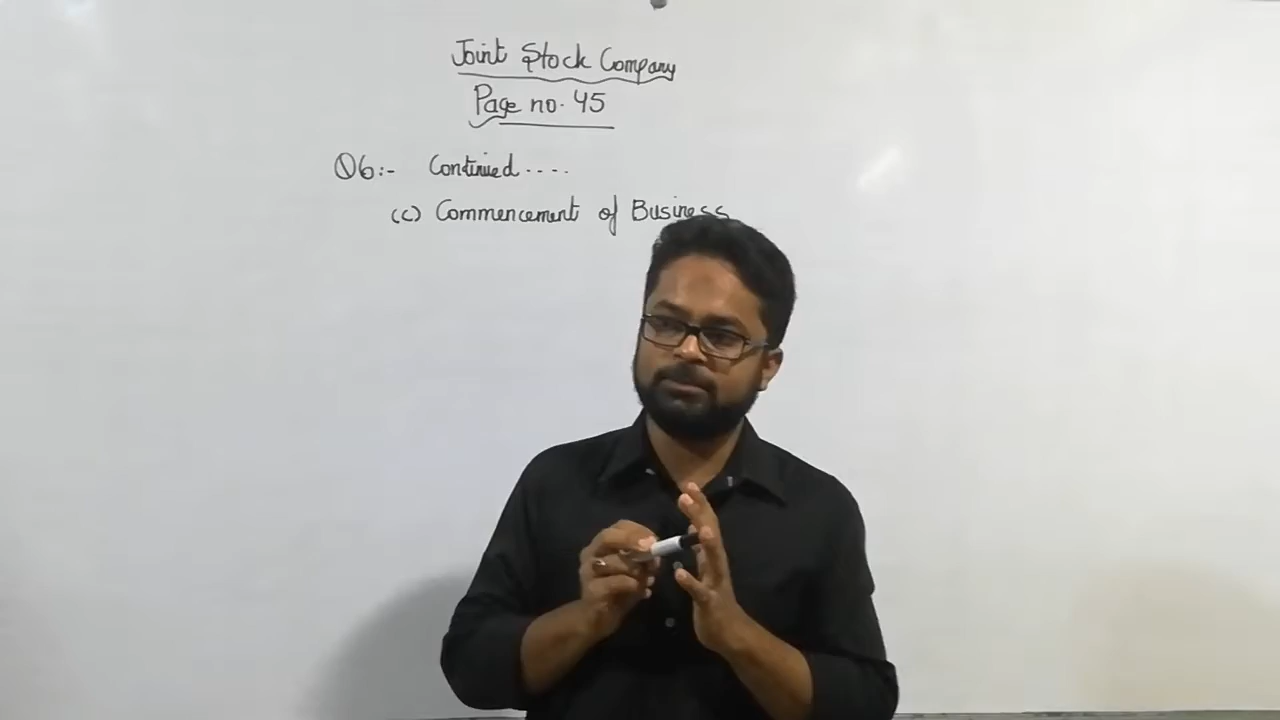 Joint Stock Company
Page no. 45
Q6:- Continued....
(c) Commencement of Business